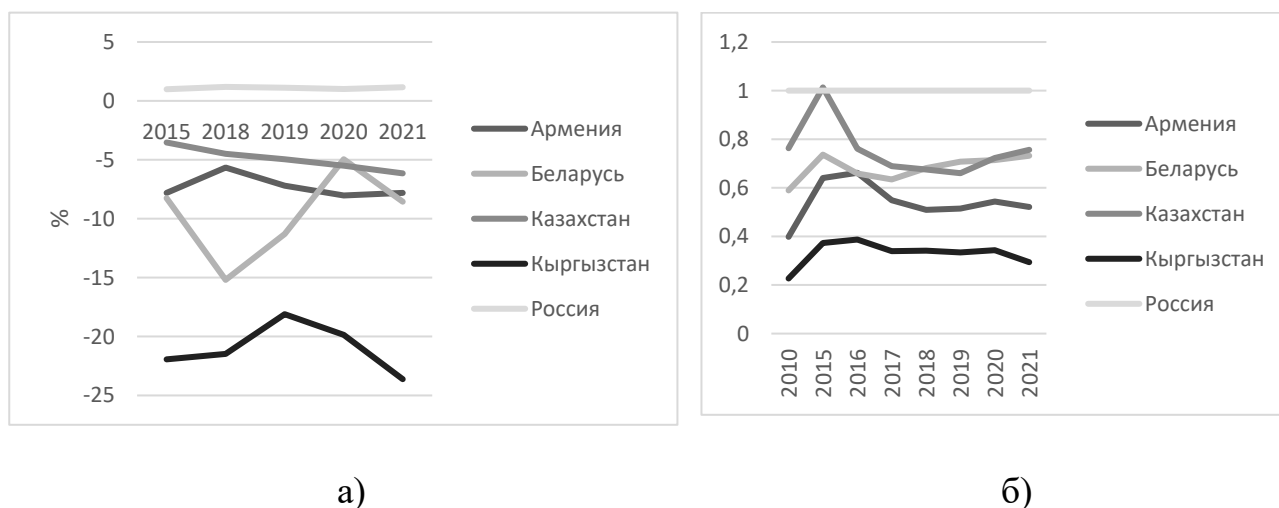 5
0
-5
-10
-15
-20
-25
%
2015 2018 2019 2020 2021
Армения
Беларусь
Казахстан
Кыргызстан
Россия
а)
1,2
1
0,8
0,6
0,4
0,2
0
2010 2015 2016 2017 2018 2019 2020 2021
Армения
Беларусь
Казахстан
Кыргызстан
Россия
б)